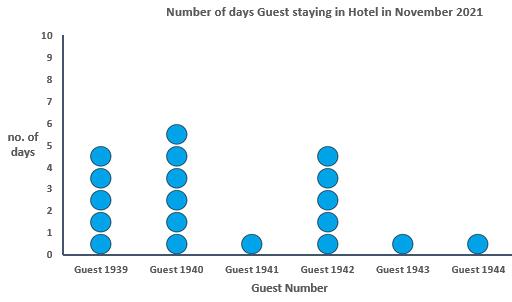 Number of days Guest staying in Hotel in November 2021
10
9
8
7
6
5
4
3
2
1
0
no. of
days
Guest 1939 Guest 1940 Guest 1941 Guest 1942 Guest 1943 Guest 1944
Guest Number